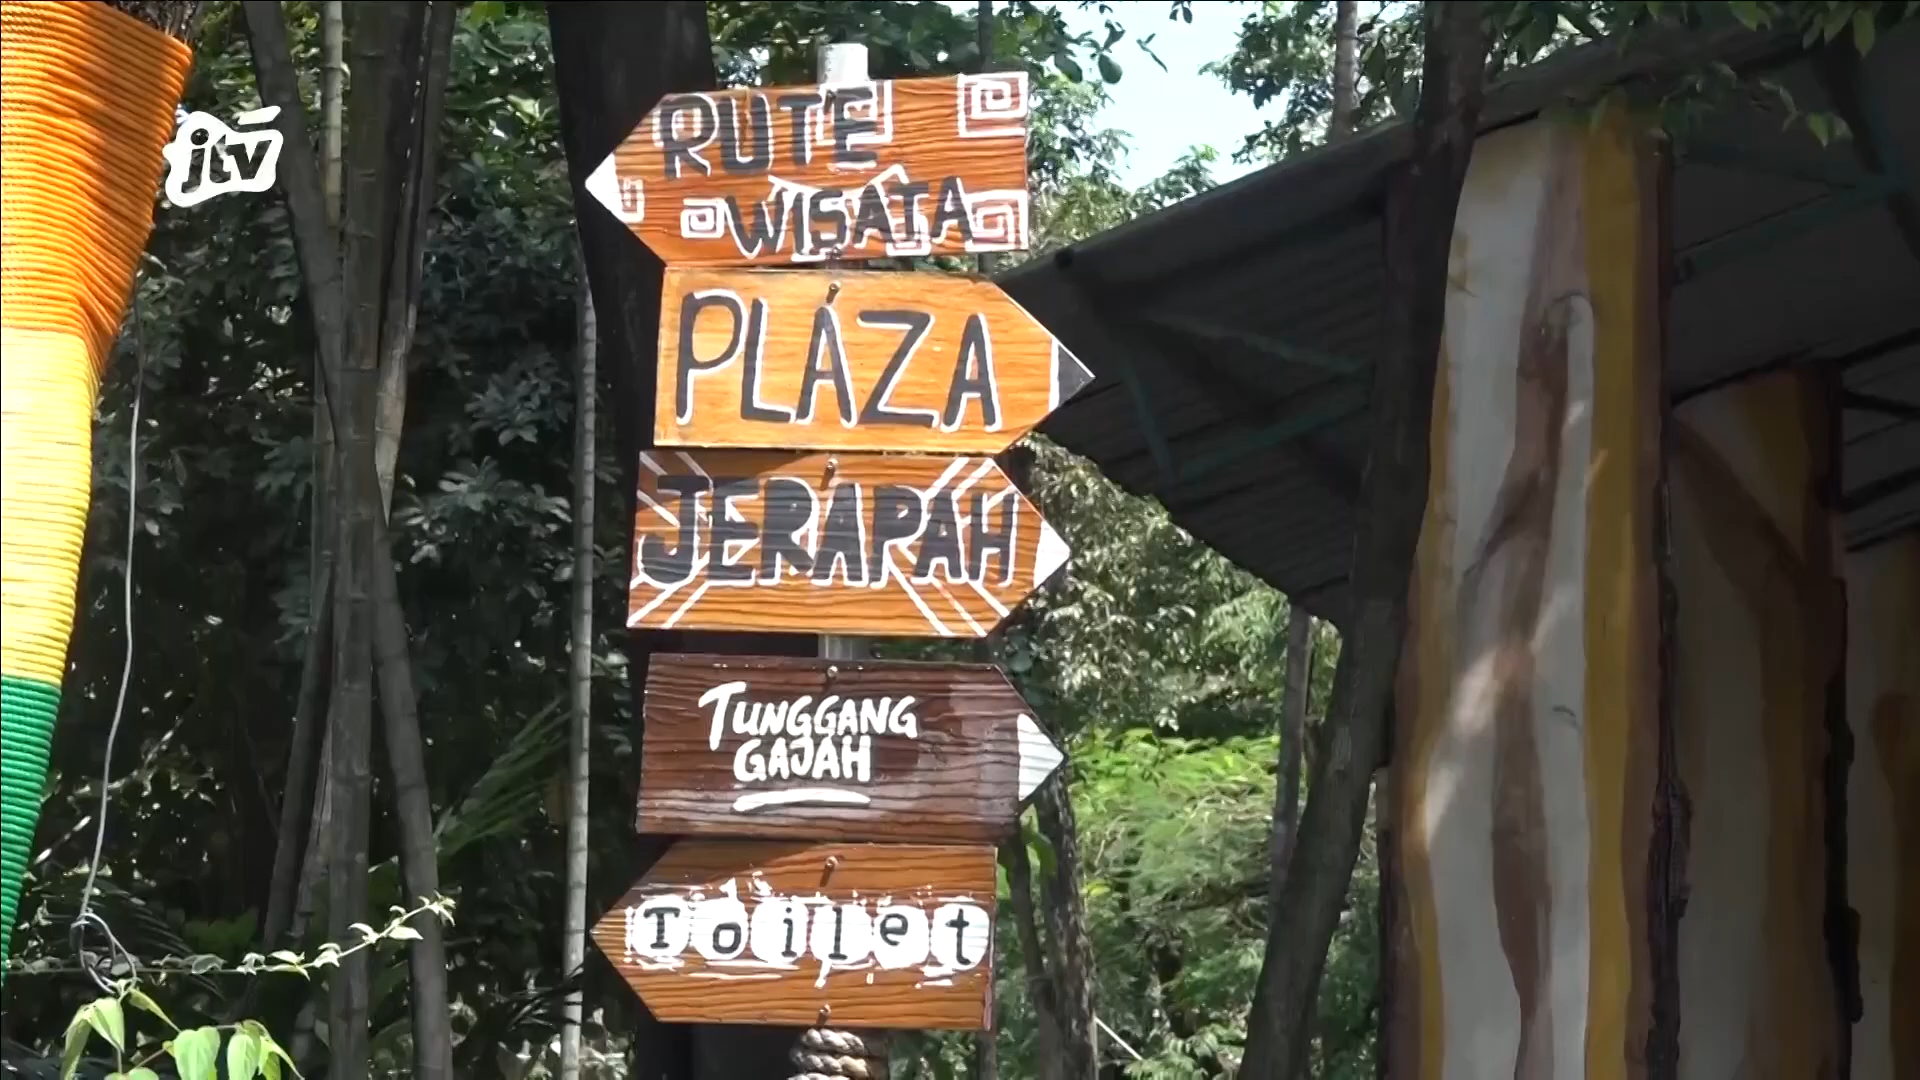 jtv
RUTE
WISATA
PLAZA
JERAPAH
TUNGGANG
GAJAH
Toilet